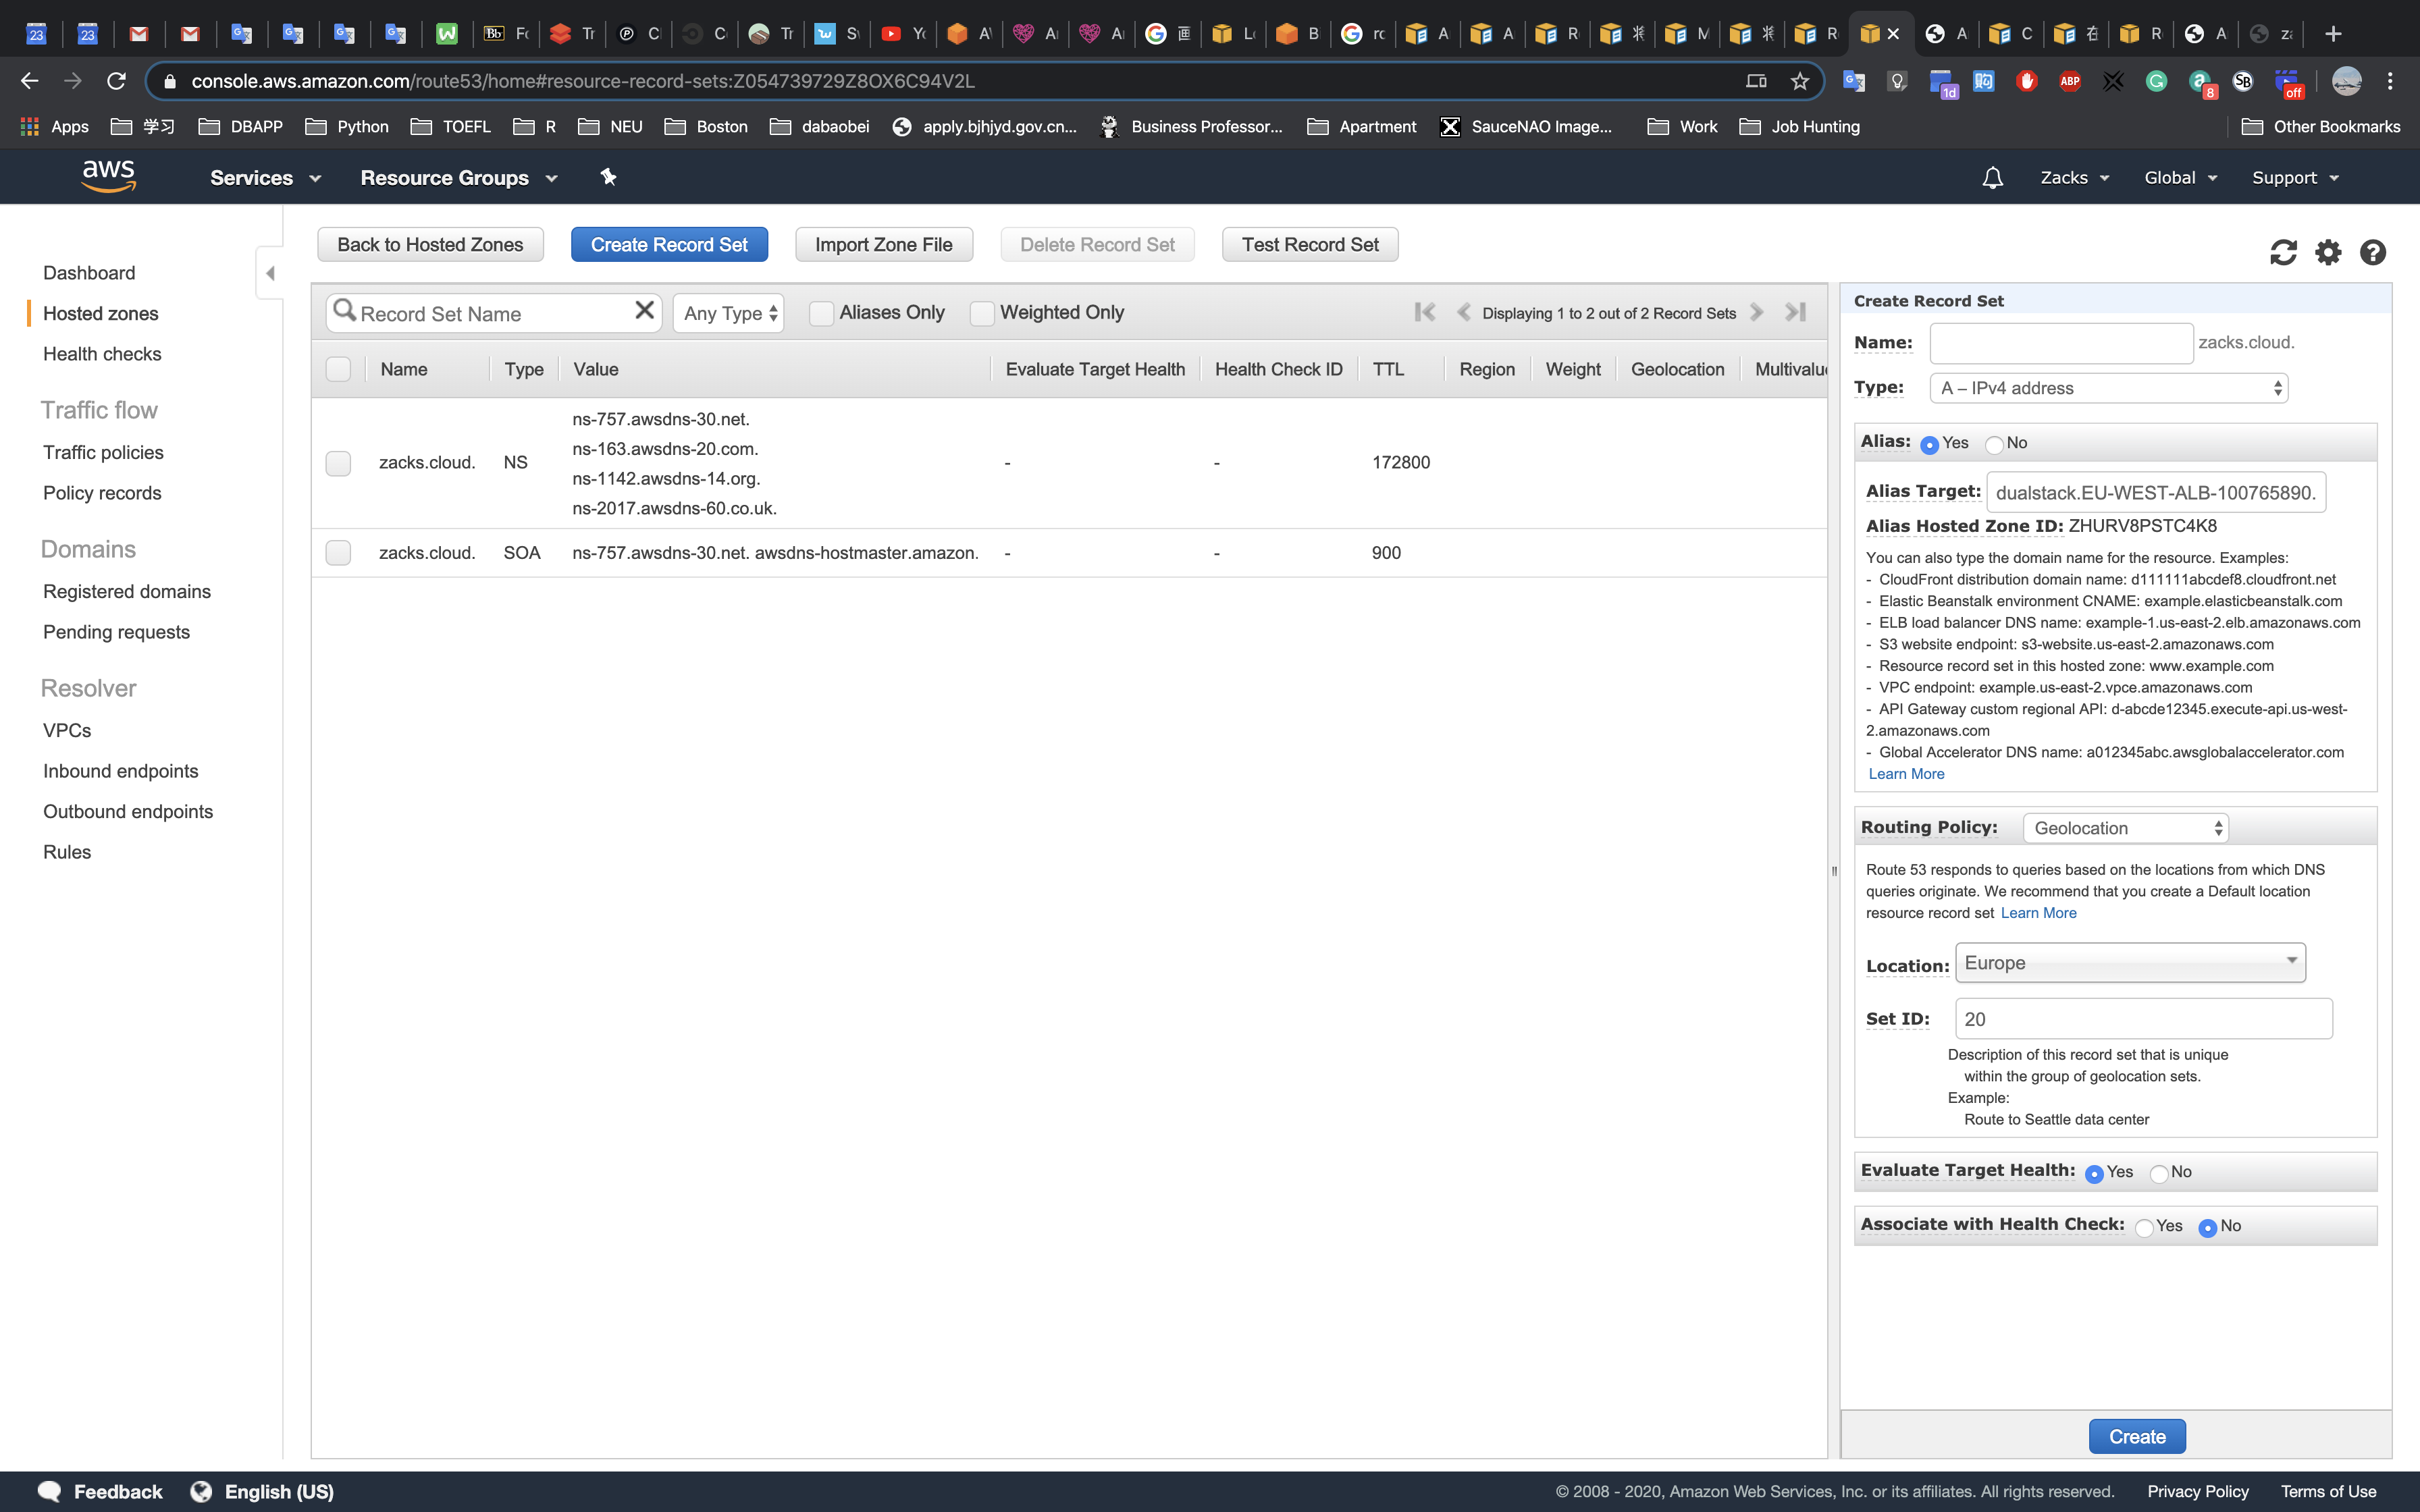 console.aws.amazon.com/route53/home#resource-record-sets:Z054739729Z8OX6C94V2L
Apps 学习 DBAPP Python TOEFL R NEU Boston dabaobei apply.bjhjyd.gov.cn... Business Professor... Apartment SauceNAO Image... Work Job Hunting Other Bookmarks
aws Services Resource Groups Zacks Global Support
Back to Hosted Zones Create Record Set Import Zone File Delete Record Set Test Record Set
Dashboard
Hosted zones
Health checks
Traffic flow
Traffic policies
Policy records
Domains
Registered domains
Pending requests
Resolver
VPCs
Inbound endpoints
Outbound endpoints
Rules
Record Set Name Any Type Aliases Only Weighted Only Displaying 1 to 2 out of 2 Record Sets
Name Type Value Evaluate Target Health Health Check ID TTL Region Weight Geolocation
zacks.cloud. NS ns-757.awsdns-30.net.
ns-163.awsdns-20.com.
ns-1142.awsdns-14.org.
ns-2017.awsdns-60.co.uk.
- - 172800
zacks.cloud. SOA ns-757.awsdns-30.net. awsdns-hostmaster.amazon. - - 900
Create Record Set
Name: zacks.cloud.
Type: A – IPv4 address
Alias: Yes No
Alias Target: dualstack.EU-WEST-ALB-100765890.
Alias Hosted Zone ID: ZHURV8PSTC4K8
You can also type the domain name for the resource. Examples:
- CloudFront distribution domain name: d111111abcdef8.cloudfront.net
- Elastic Beanstalk environment CNAME: example.elasticbeanstalk.com
- ELB load balancer DNS name: example-1.us-east-2.elb.amazonaws.com
- S3 website endpoint: s3-website.us-east-2.amazonaws.com
- Resource record set in this hosted zone: www.example.com
- VPC endpoint: example.us-east-2.vpce.amazonaws.com
- API Gateway custom regional API: d-abcde12345.execute-api.us-west-
2.amazonaws.com
- Global Accelerator DNS name: a012345abc.awsglobalaccelerator.com
Learn More
Routing Policy: Geolocation
Route 53 responds to queries based on the locations from which DNS
queries originate. We recommend that you create a Default location
resource record set Learn More
Location: Europe
Set ID: 20
Description of this record set that is unique
within the group of geolocation sets.
Example:
Route to Seattle data center
Evaluate Target Health: Yes No
Associate with Health Check: Yes No
Create
Feedback English (US) © 2008 - 2020, Amazon Web Services, Inc. or its affiliates. All rights reserved. Privacy Policy Terms of Use